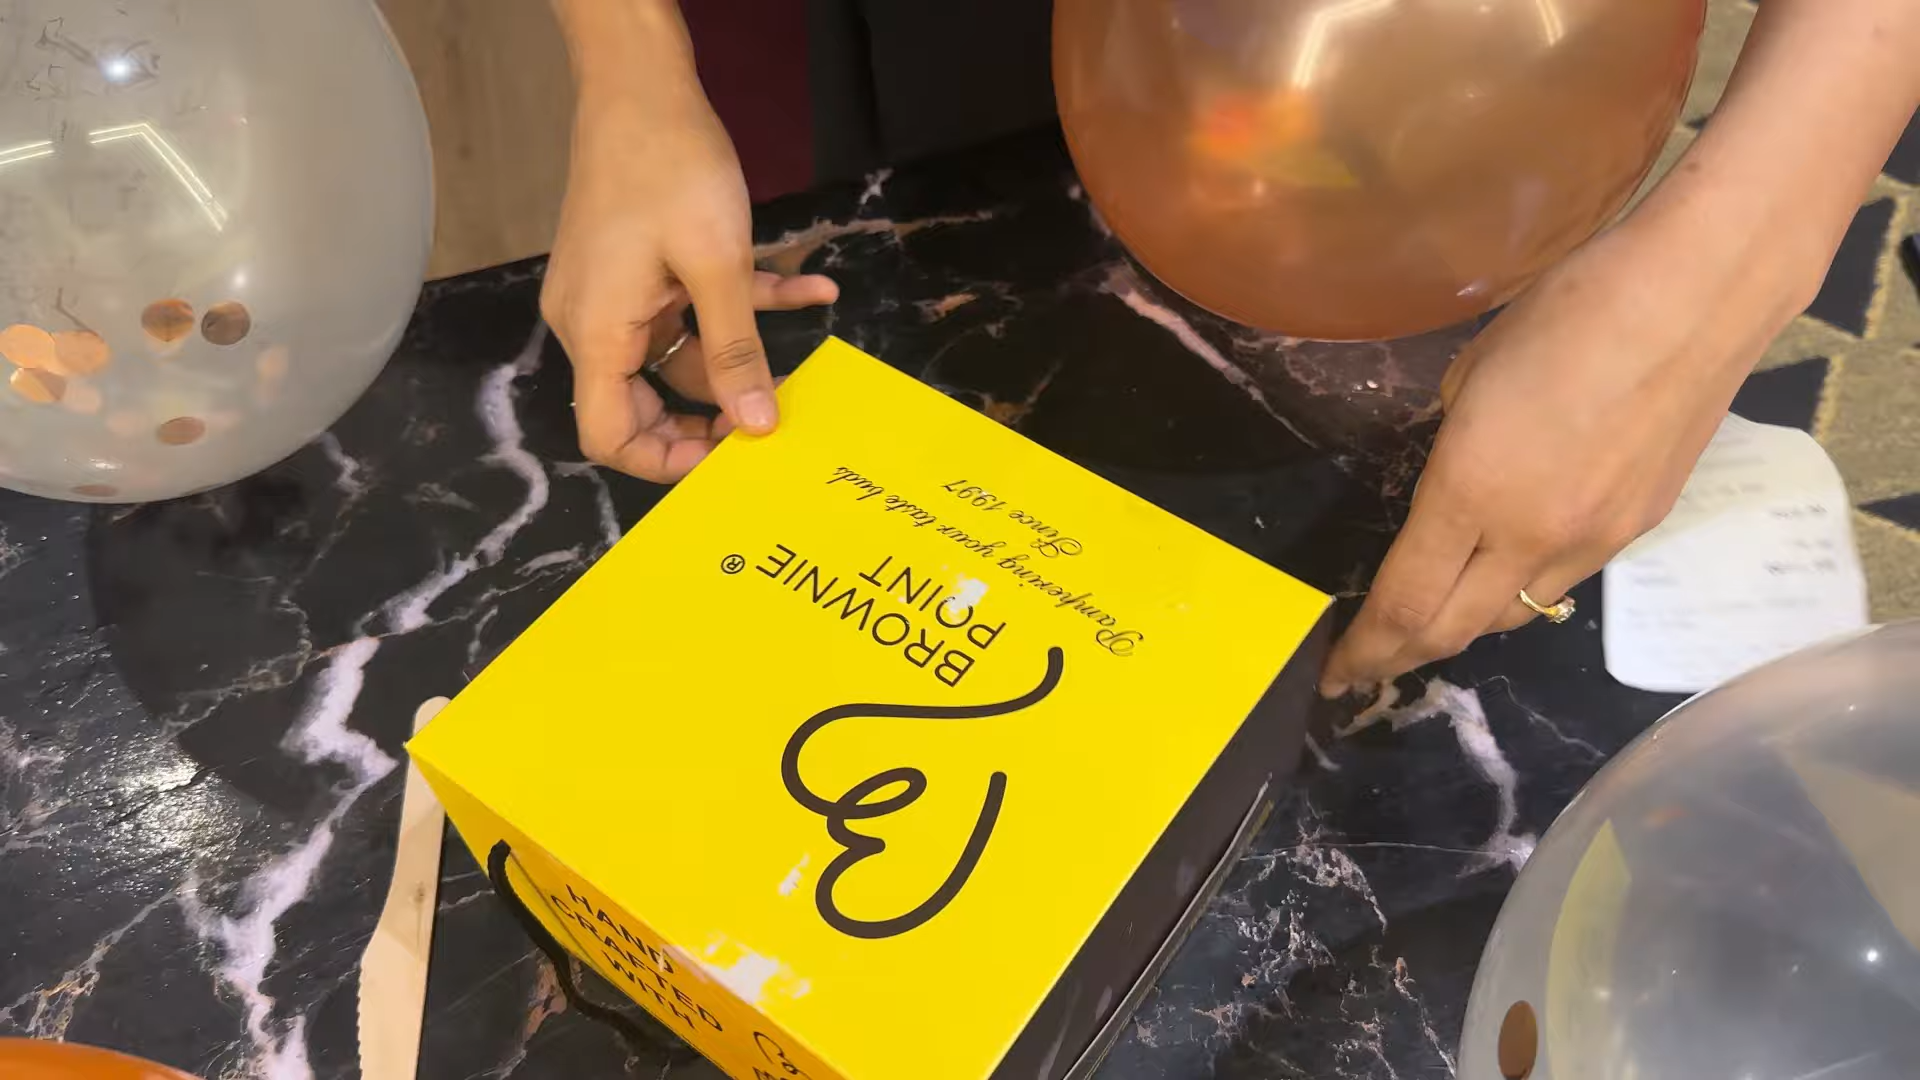 BROWNIE ®
POINT
Pampering your taste buds
Since 1997
HAND
CRAFTED
WITH